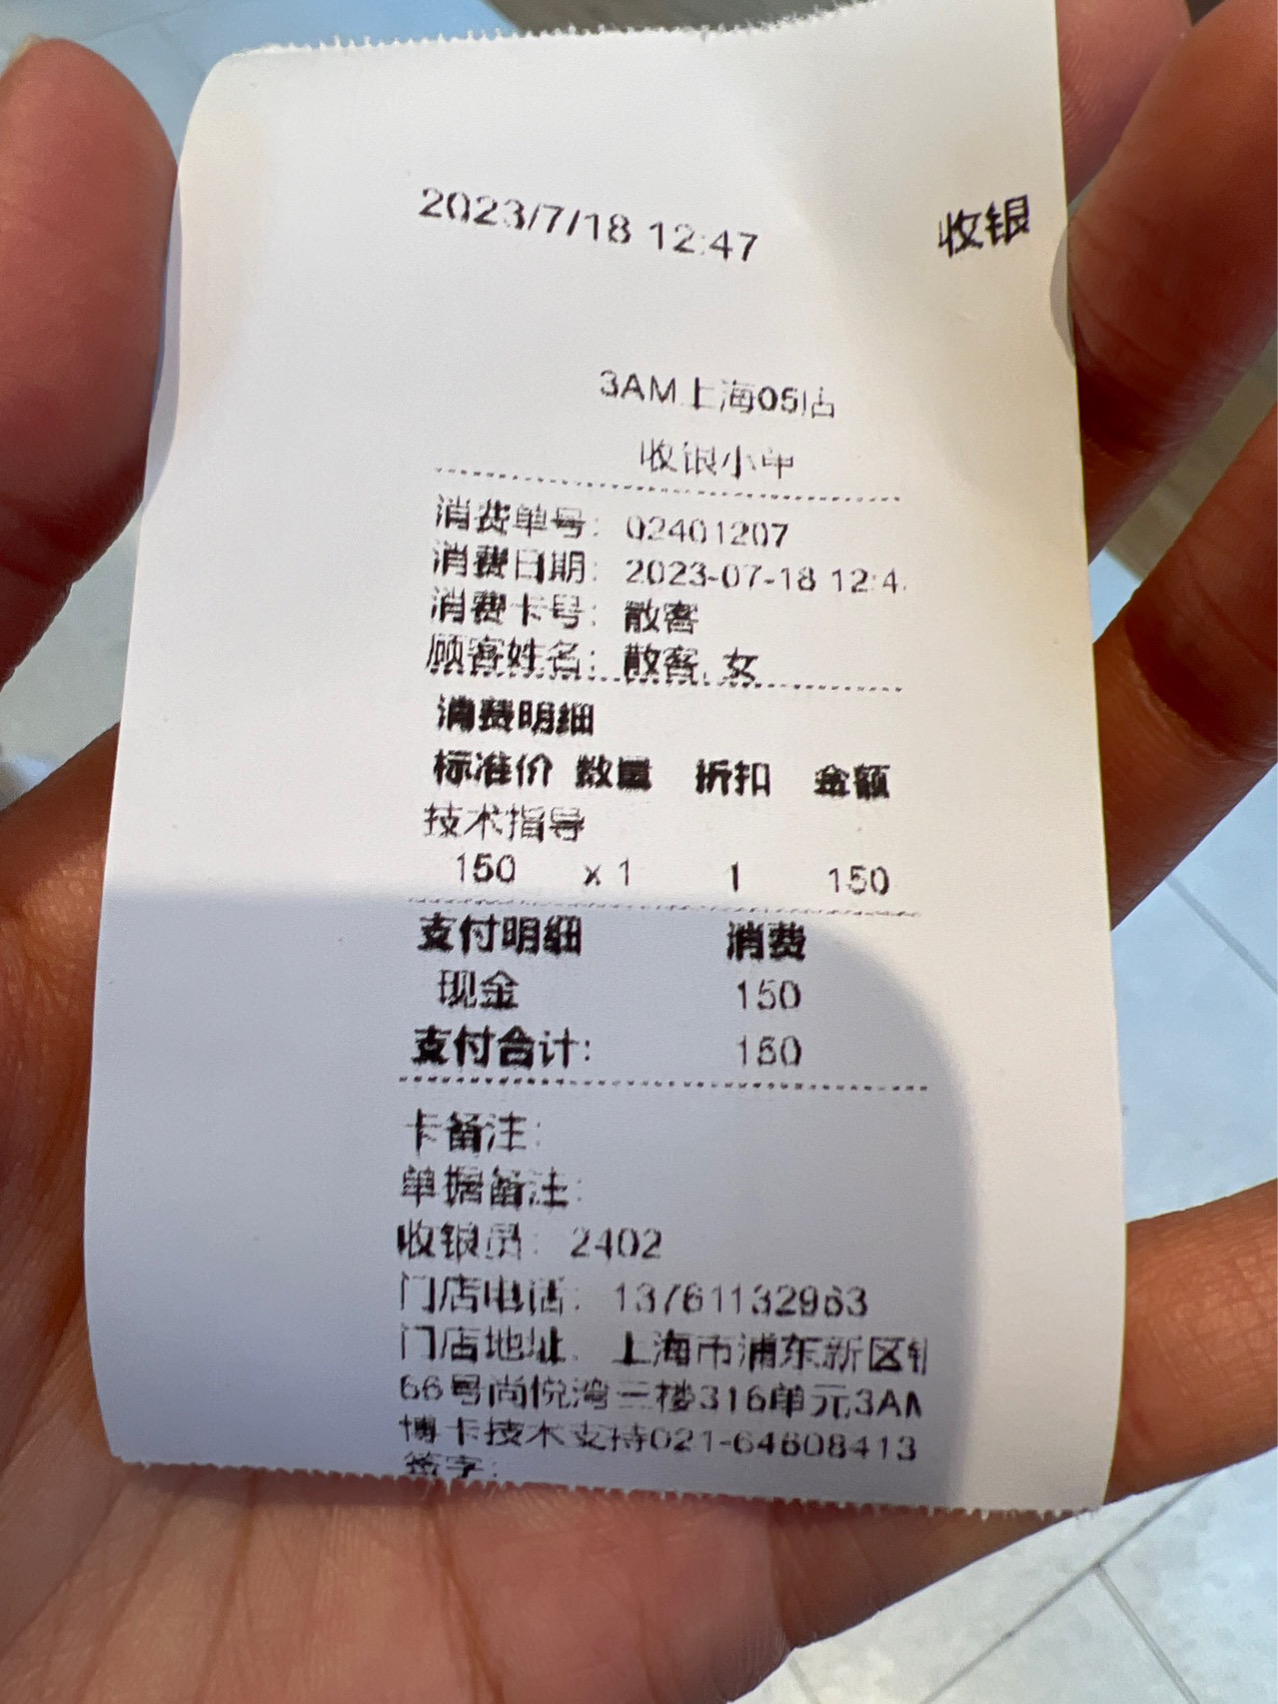 2023/7/18 12:47 收银
3AM上海05店
收银小单
消费单号: 02401207
消费日期: 2023-07-18 12:4
消费卡号: 散客
顾客姓名: 散客,女
消费明细
标准价 数量 折扣 金额
技术指导
150 x 1 1 150
支付明细 消费
现金 150
支付合计: 150
卡备注:
单据备注:
收银员: 2402
门店电话: 13761132963
门店地址: 上海市浦东新区
66号尚悦湾三楼316单元3AM
博卡技术支持021-64608413
签字: